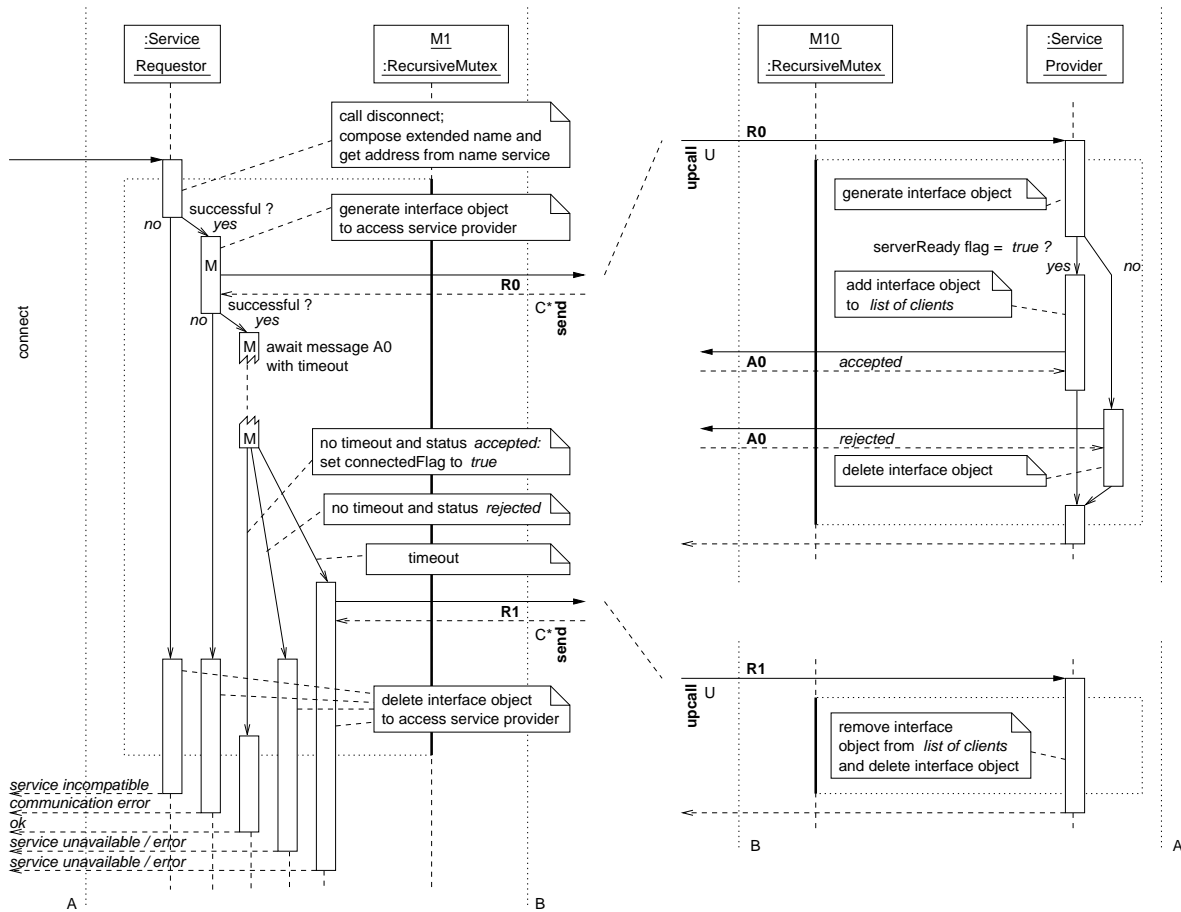 :Service
Requestor
M1
:RecursiveMutex
call disconnect;
compose extended name and
get address from name service
successful ?
no
yes
generate interface object
to access service provider
M
R0
successful ?
C*
send
no
yes
M
await message A0
with timeout
connect
M
no timeout and status accepted:
set connectedFlag to true
no timeout and status rejected
timeout
R1
C*
send
delete interface object
to access service provider
service incompatible
communication error
ok
service unavailable / error
service unavailable / error
A
B
M10
:RecursiveMutex
:Service
Provider
R0
upcall
U
generate interface object
serverReady flag = true ?
yes
no
add interface object
to list of clients
A0
accepted
A0
rejected
delete interface object
R1
upcall
U
remove interface
object from list of clients
and delete interface object
B
A